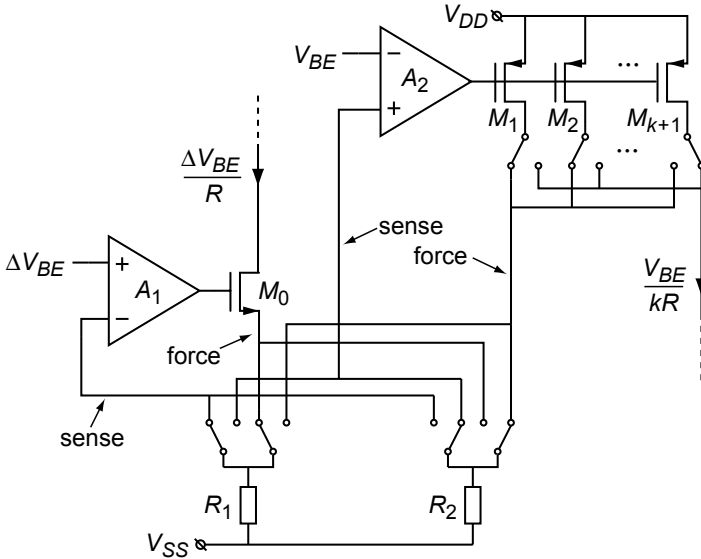 V_DD
V_BE
−
A_2
+
M_1
M_2
...
M_{k+1}
...
ΔV_BE
R
sense
force
ΔV_BE
+
A_1
−
M_0
V_BE
kR
force
sense
R_1
R_2
V_SS